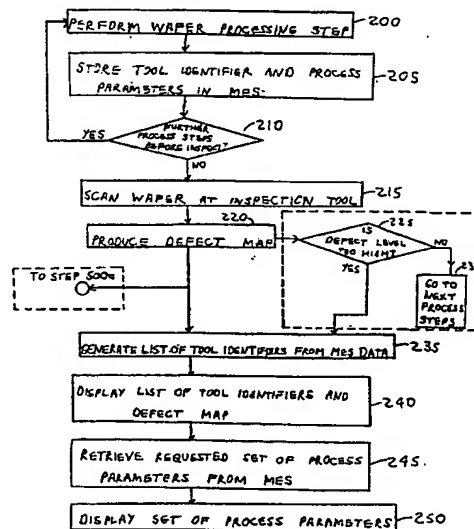 PERFORM WAFER PROCESSING STEP
200
STORE TOOL IDENTIFIER AND PROCESS
PARAMETERS IN MES.
205
FURTHER
PROCESS STEPS
BEFORE INSPECT?
210
YES
NO
SCAN WAFER AT INSPECTION TOOL
215
220
PRODUCE DEFECT MAP
225
IS
DEFECT LEVEL
TOO HIGH?
NO
YES
23
GO TO
NEXT
PROCESS
STEPS
TO STEP 500
GENERATE LIST OF TOOL IDENTIFIERS FROM MES DATA
235
DISPLAY LIST OF TOOL IDENTIFIERS AND
DEFECT MAP
240
RETRIEVE REQUESTED SET OF PROCESS
PARAMETERS FROM MES
245
DISPLAY SET OF PROCESS PARAMETERS
250